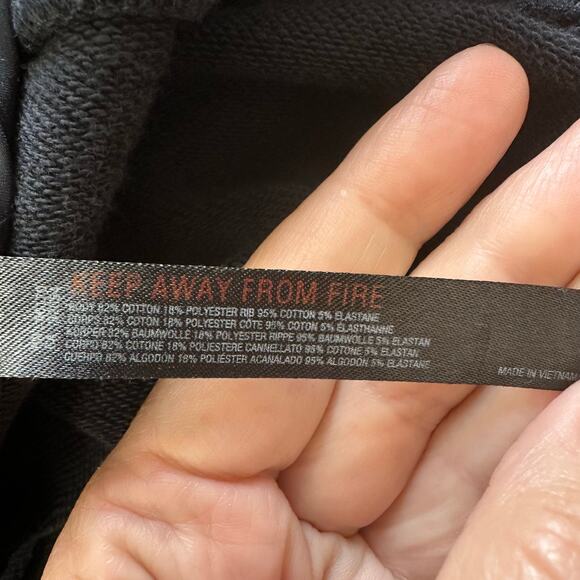 KEEP AWAY FROM FIRE
BODY 82% COTTON 18% POLYESTER RIB 95% COTTON 5% ELASTANE
CORPS 82% COTON 18% POLYESTER CÔTE 95% COTON 5% ÉLASTHANNE
KÖRPER 82% BAUMWOLLE 18% POLYESTER RIPPE 95% BAUMWOLLE 5% ELASTAN
CORPO 82% COTONE 18% POLIESTERE CANNELLATO 95% COTONE 5% ELASTAN
CUERPO 82% ALGODÓN 18% POLIÉSTER ACANALADO 95% ALGODÓN 5% ELASTANE
MADE IN VIETNAM